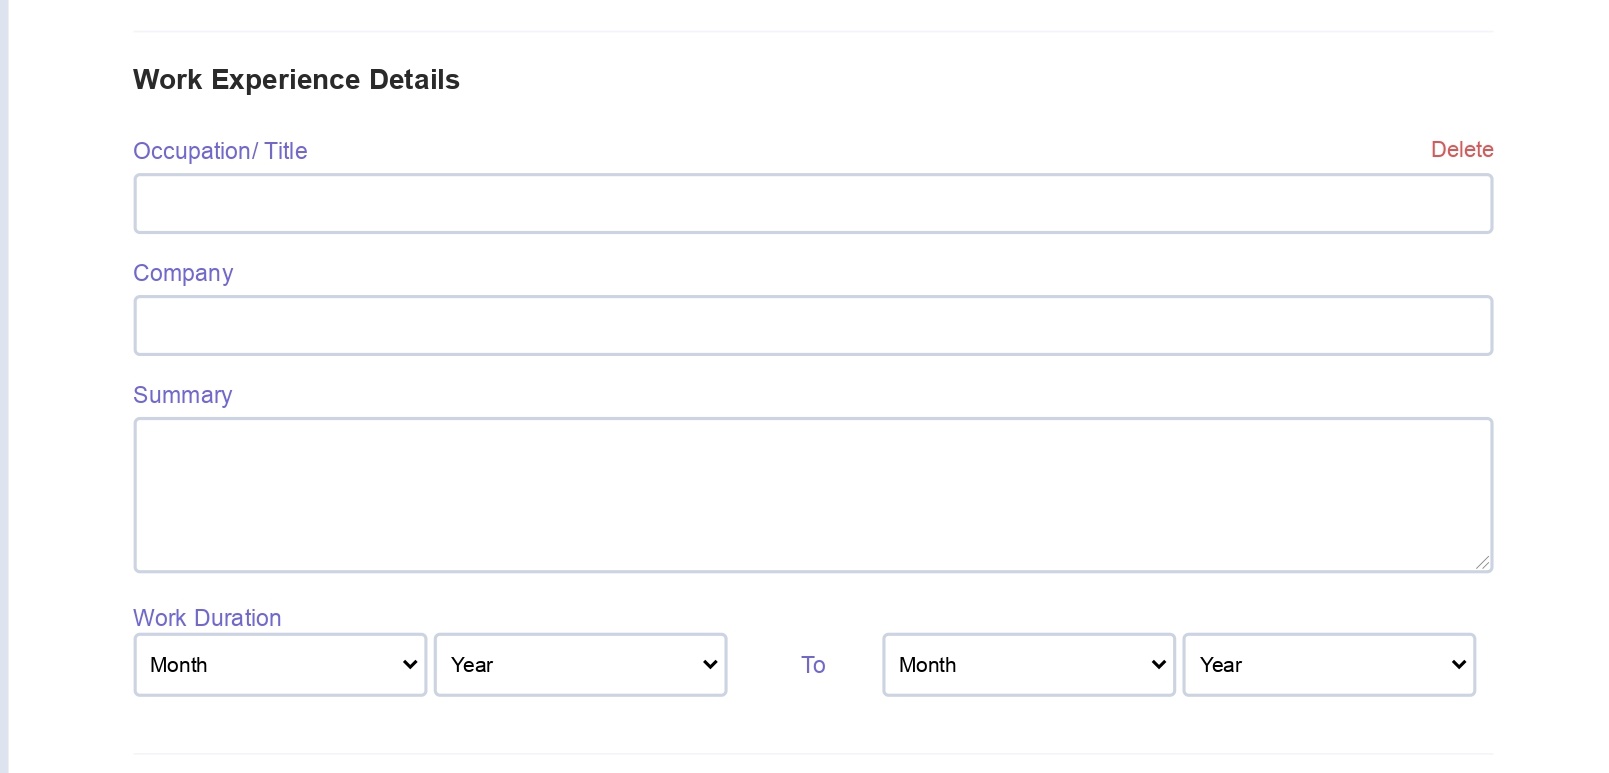 Work Experience Details
Occupation/ Title
Delete
Company
Summary
Work Duration
Month Year To Month Year